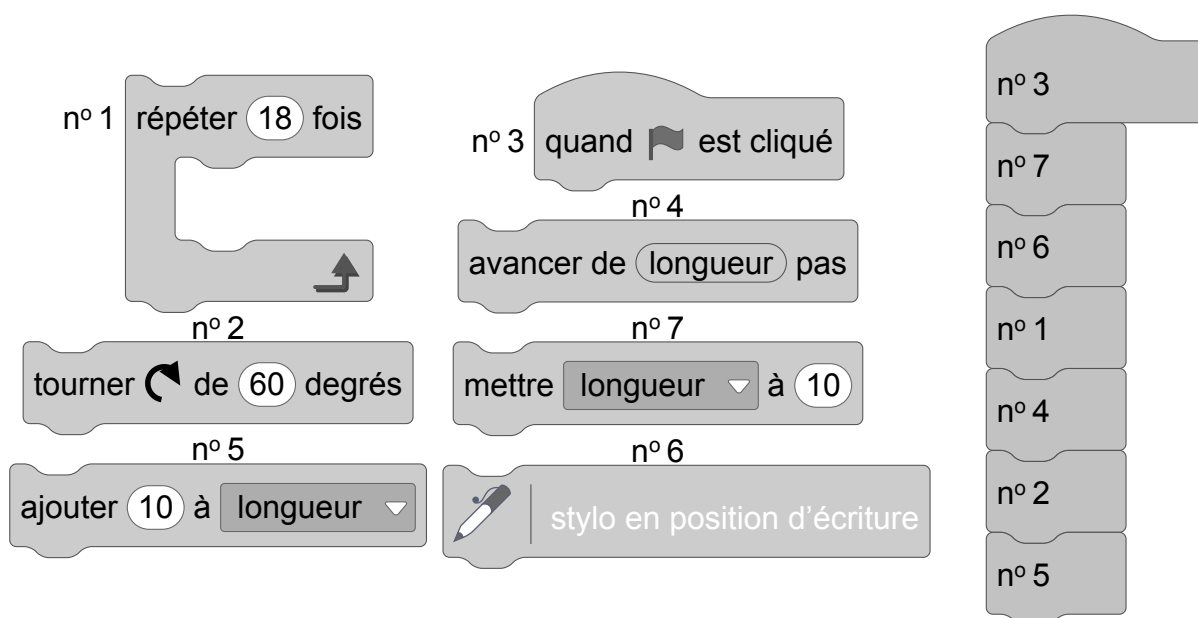 nº 1 répéter 18 fois
nº 2
tourner de 60 degrés
nº 5
ajouter 10 à longueur
nº 3 quand est cliqué
nº 4
avancer de longueur pas
nº 7
mettre longueur à 10
nº 6
stylo en position d’écriture
nº 3
nº 7
nº 6
nº 1
nº 4
nº 2
nº 5